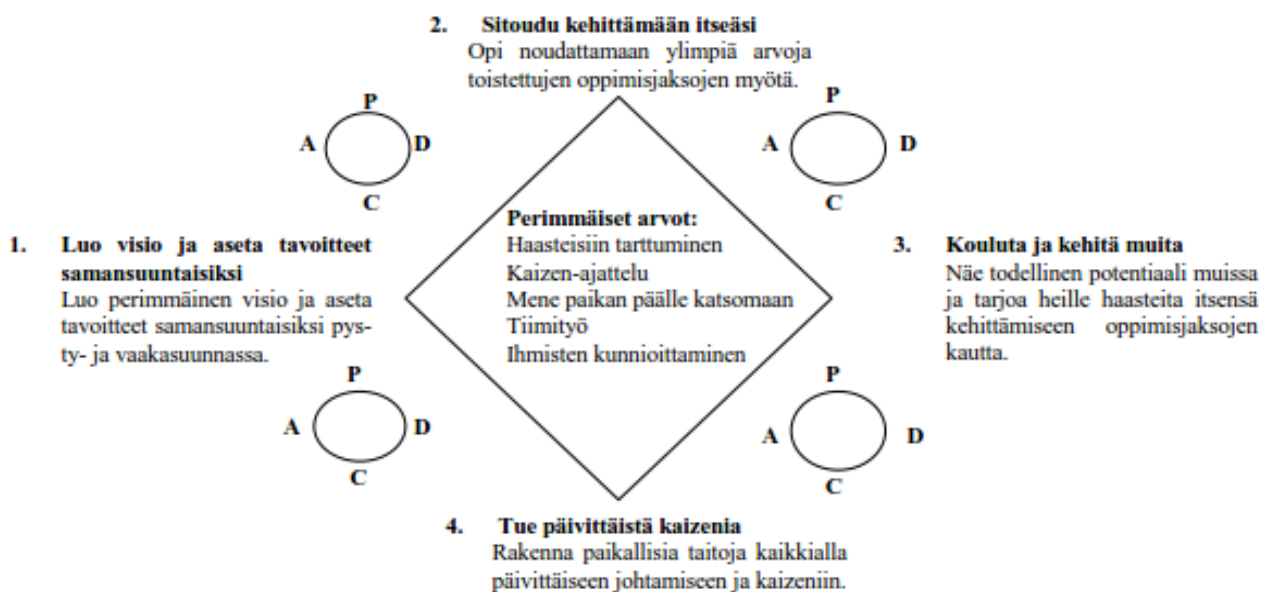 2. Sitoudu kehittämään itseäsi
Opi noudattamaan ylimpiä arvoja
toistettujen oppimisjaksojen myötä.
P
A D
C
P
A D
C
1. Luo visio ja aseta tavoitteet
samansuuntaisiksi
Luo perimmäinen visio ja aseta
tavoitteet samansuuntaisiksi pys-
ty- ja vaakasuunnassa.
Perimmäiset arvot:
Haasteisiin tarttuminen
Kaizen-ajattelu
Mene paikan päälle katsomaan
Tiimityö
Ihmisten kunnioittaminen
3. Kouluta ja kehitä muita
Näe todellinen potentiaali muissa
ja tarjoa heille haasteita itsensä
kehittämiseen oppimisjaksojen
kautta.
P
A D
C
P
A D
C
4. Tue päivittäistä kaizenia
Rakenna paikallisia taitoja kaikkialla
päivittäiseen johtamiseen ja kaizeniin.